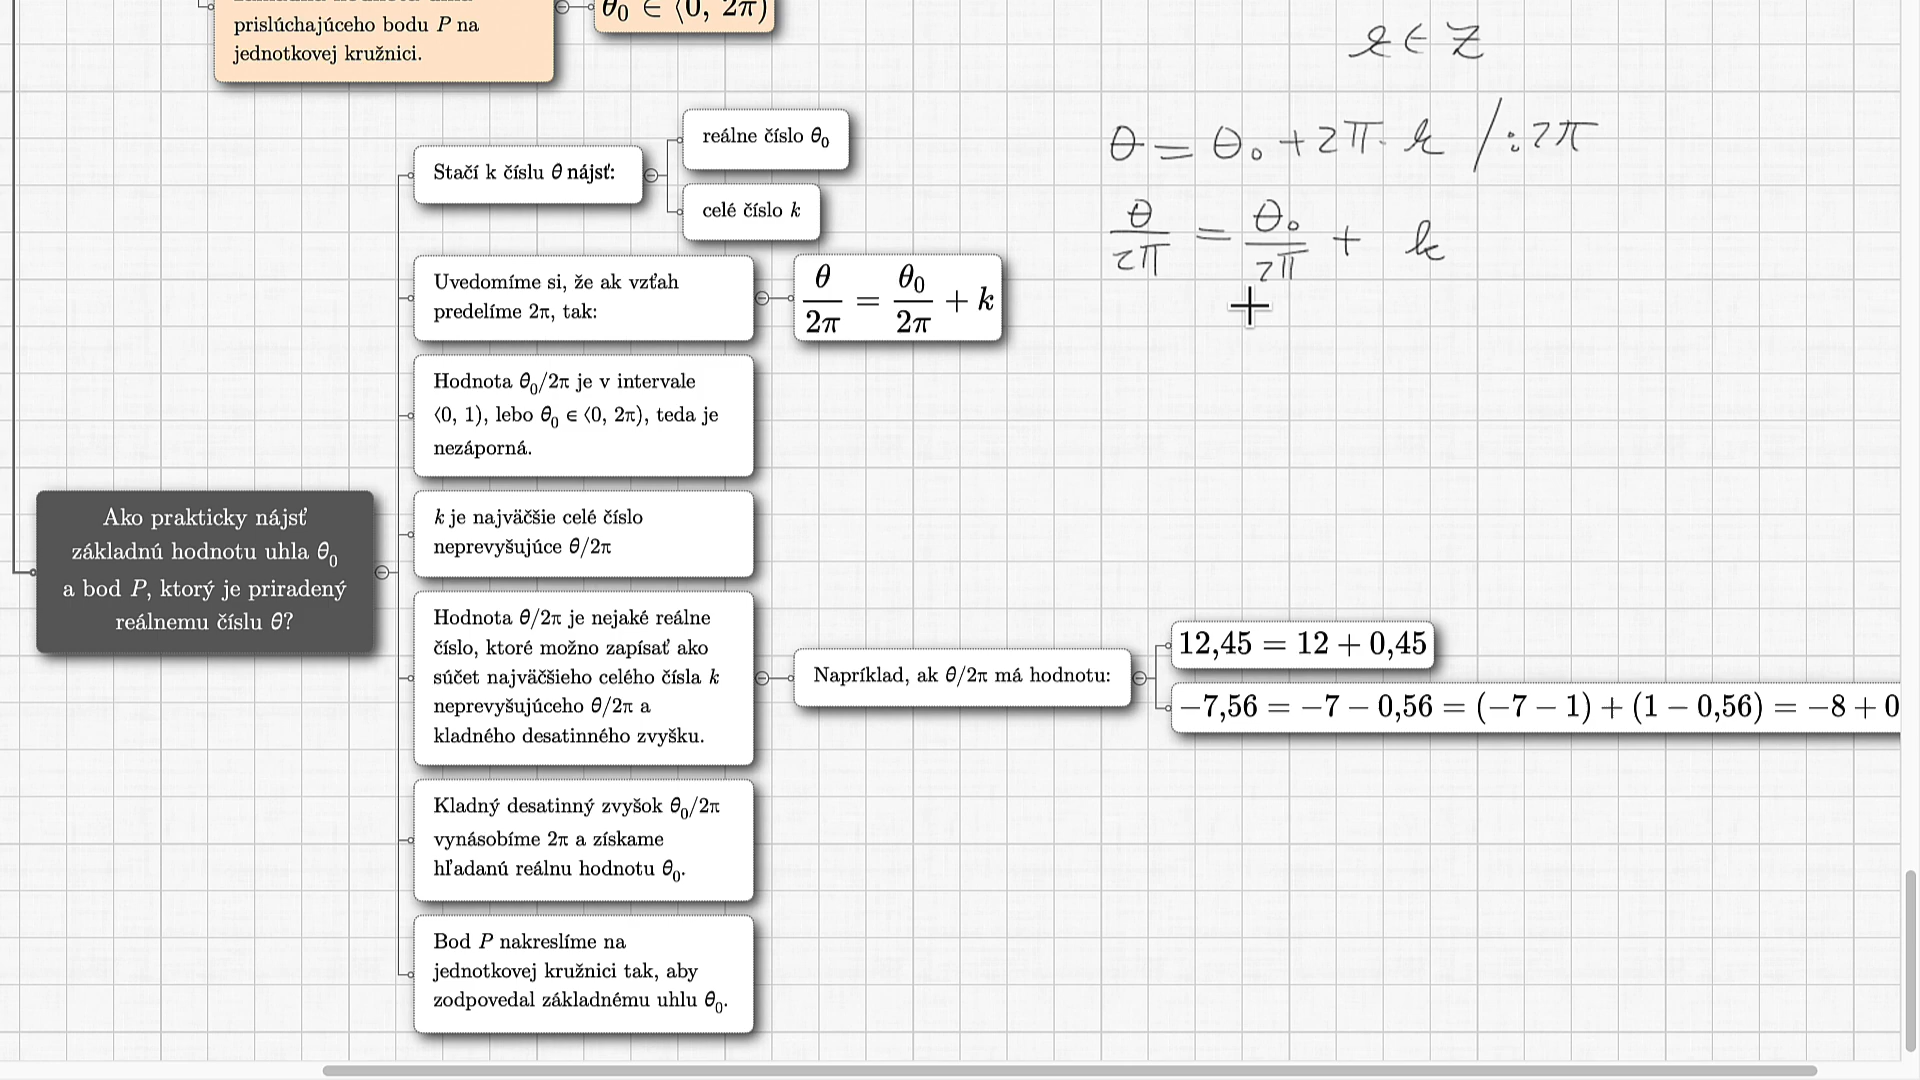 prislúchajúceho bodu P na
jednotkovej kružnici.
θ₀ ∈ ⟨0, 2π)
k ∈ Z
θ = θ₀ + 2π · k / : 2π
θ/2π = θ₀/2π + k
Stačí k číslu θ nájsť:
reálne číslo θ₀
celé číslo k
Uvedomíme si, že ak vzťah
predelíme 2π, tak:
θ/2π = θ₀/2π + k
Hodnota θ₀/2π je v intervale
⟨0, 1), lebo θ₀ ∈ ⟨0, 2π), teda je
nezáporná.
Ako prakticky nájsť
základnú hodnotu uhla θ₀
a bod P, ktorý je priradený
reálnemu číslu θ?
k je najväčšie celé číslo
neprevyšujúce θ/2π
Hodnota θ/2π je nejaké reálne
číslo, ktoré možno zapísať ako
súčet najväčšieho celého čísla k
neprevyšujúceho θ/2π a
kladného desatinného zvyšku.
Napríklad, ak θ/2π má hodnotu:
12,45 = 12 + 0,45
−7,56 = −7 − 0,56 = (−7 − 1) + (1 − 0,56) = −8 + 0
Kladný desatinný zvyšok θ₀/2π
vynásobíme 2π a získame
hľadanú reálnu hodnotu θ₀.
Bod P nakreslíme na
jednotkovej kružnici tak, aby
zodpovedal základnému uhlu θ₀.